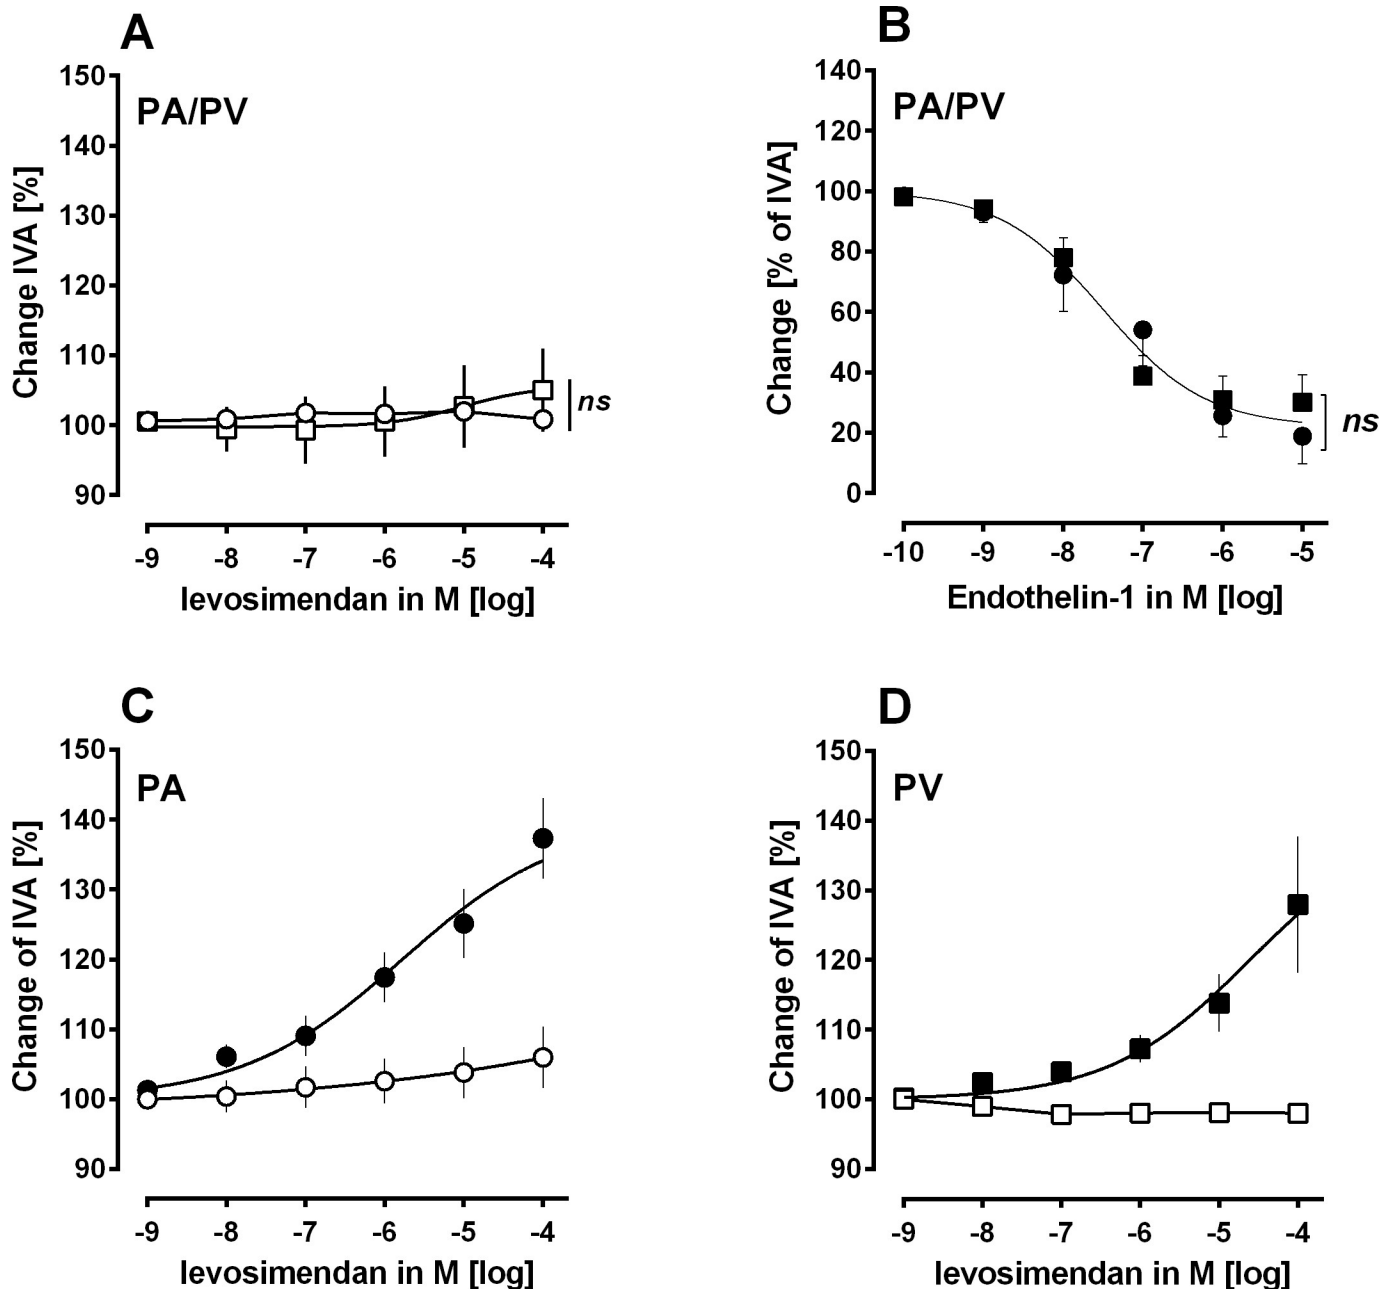 A
150
140
130
120
110
100
90
Change IVA [%]
PA/PV
ns
-9 -8 -7 -6 -5 -4
levosimendan in M [log]
B
140
120
100
80
60
40
20
0
Change [% of IVA]
PA/PV
ns
-10 -9 -8 -7 -6 -5
Endothelin-1 in M [log]
C
150
140
130
120
110
100
90
Change of IVA [%]
PA
-9 -8 -7 -6 -5 -4
levosimendan in M [log]
D
150
140
130
120
110
100
90
Change of IVA [%]
PV
-9 -8 -7 -6 -5 -4
levosimendan in M [log]